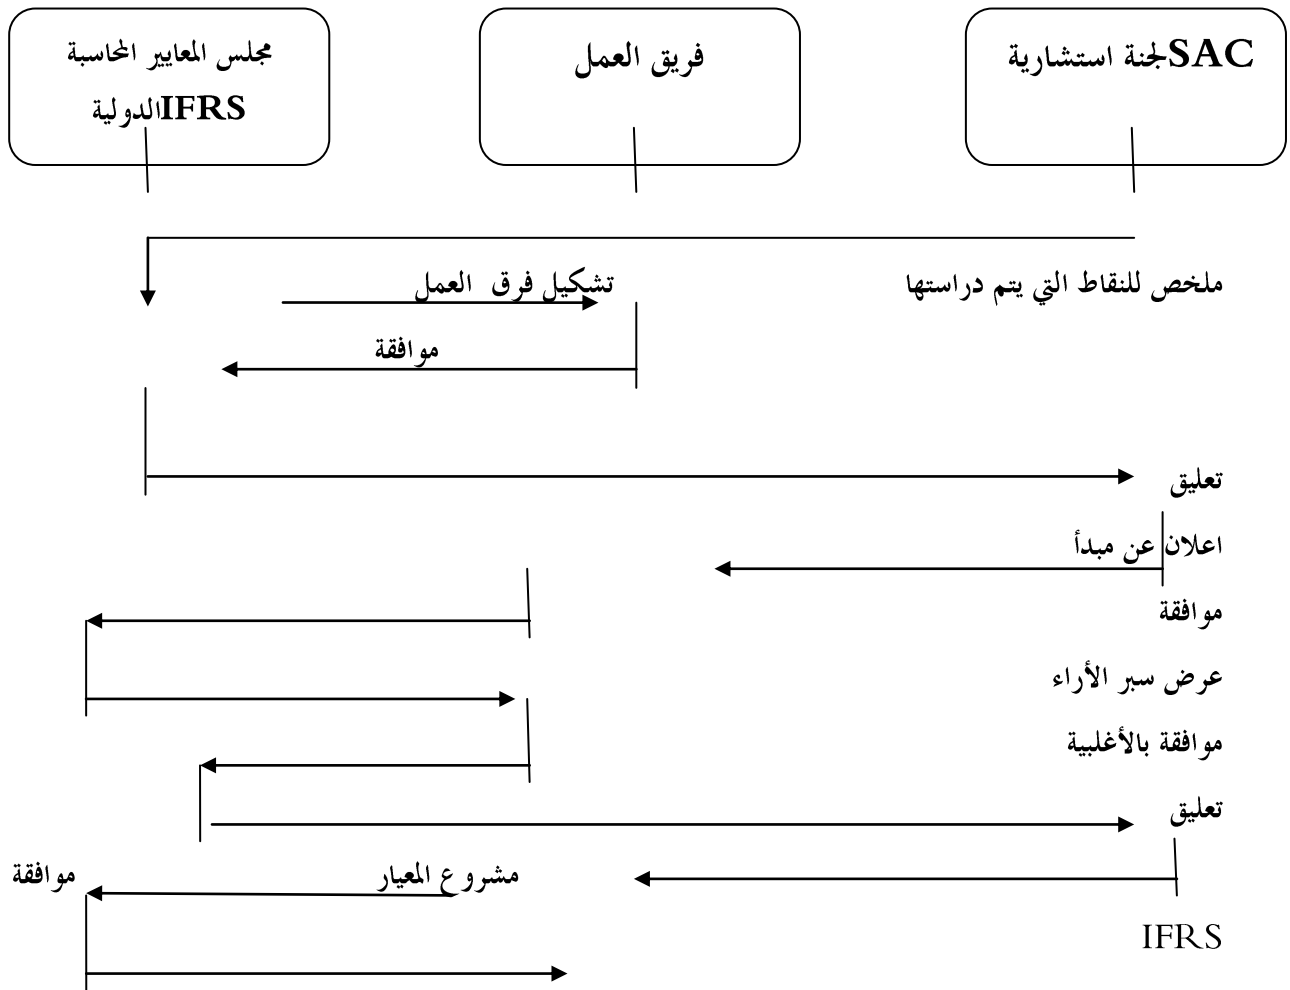 SACلجنة استشارية
فريق العمل
مجلس المعايير المحاسبة
IFRSالدولية
ملخص للنقاط التي يتم دراستها
تشكيل فرق العمل
موافقة
تعليق
اعلان عن مبدأ
موافقة
عرض سبر الأراء
موافقة بالأغلبية
تعليق
مشروع المعيار
موافقة
IFRS